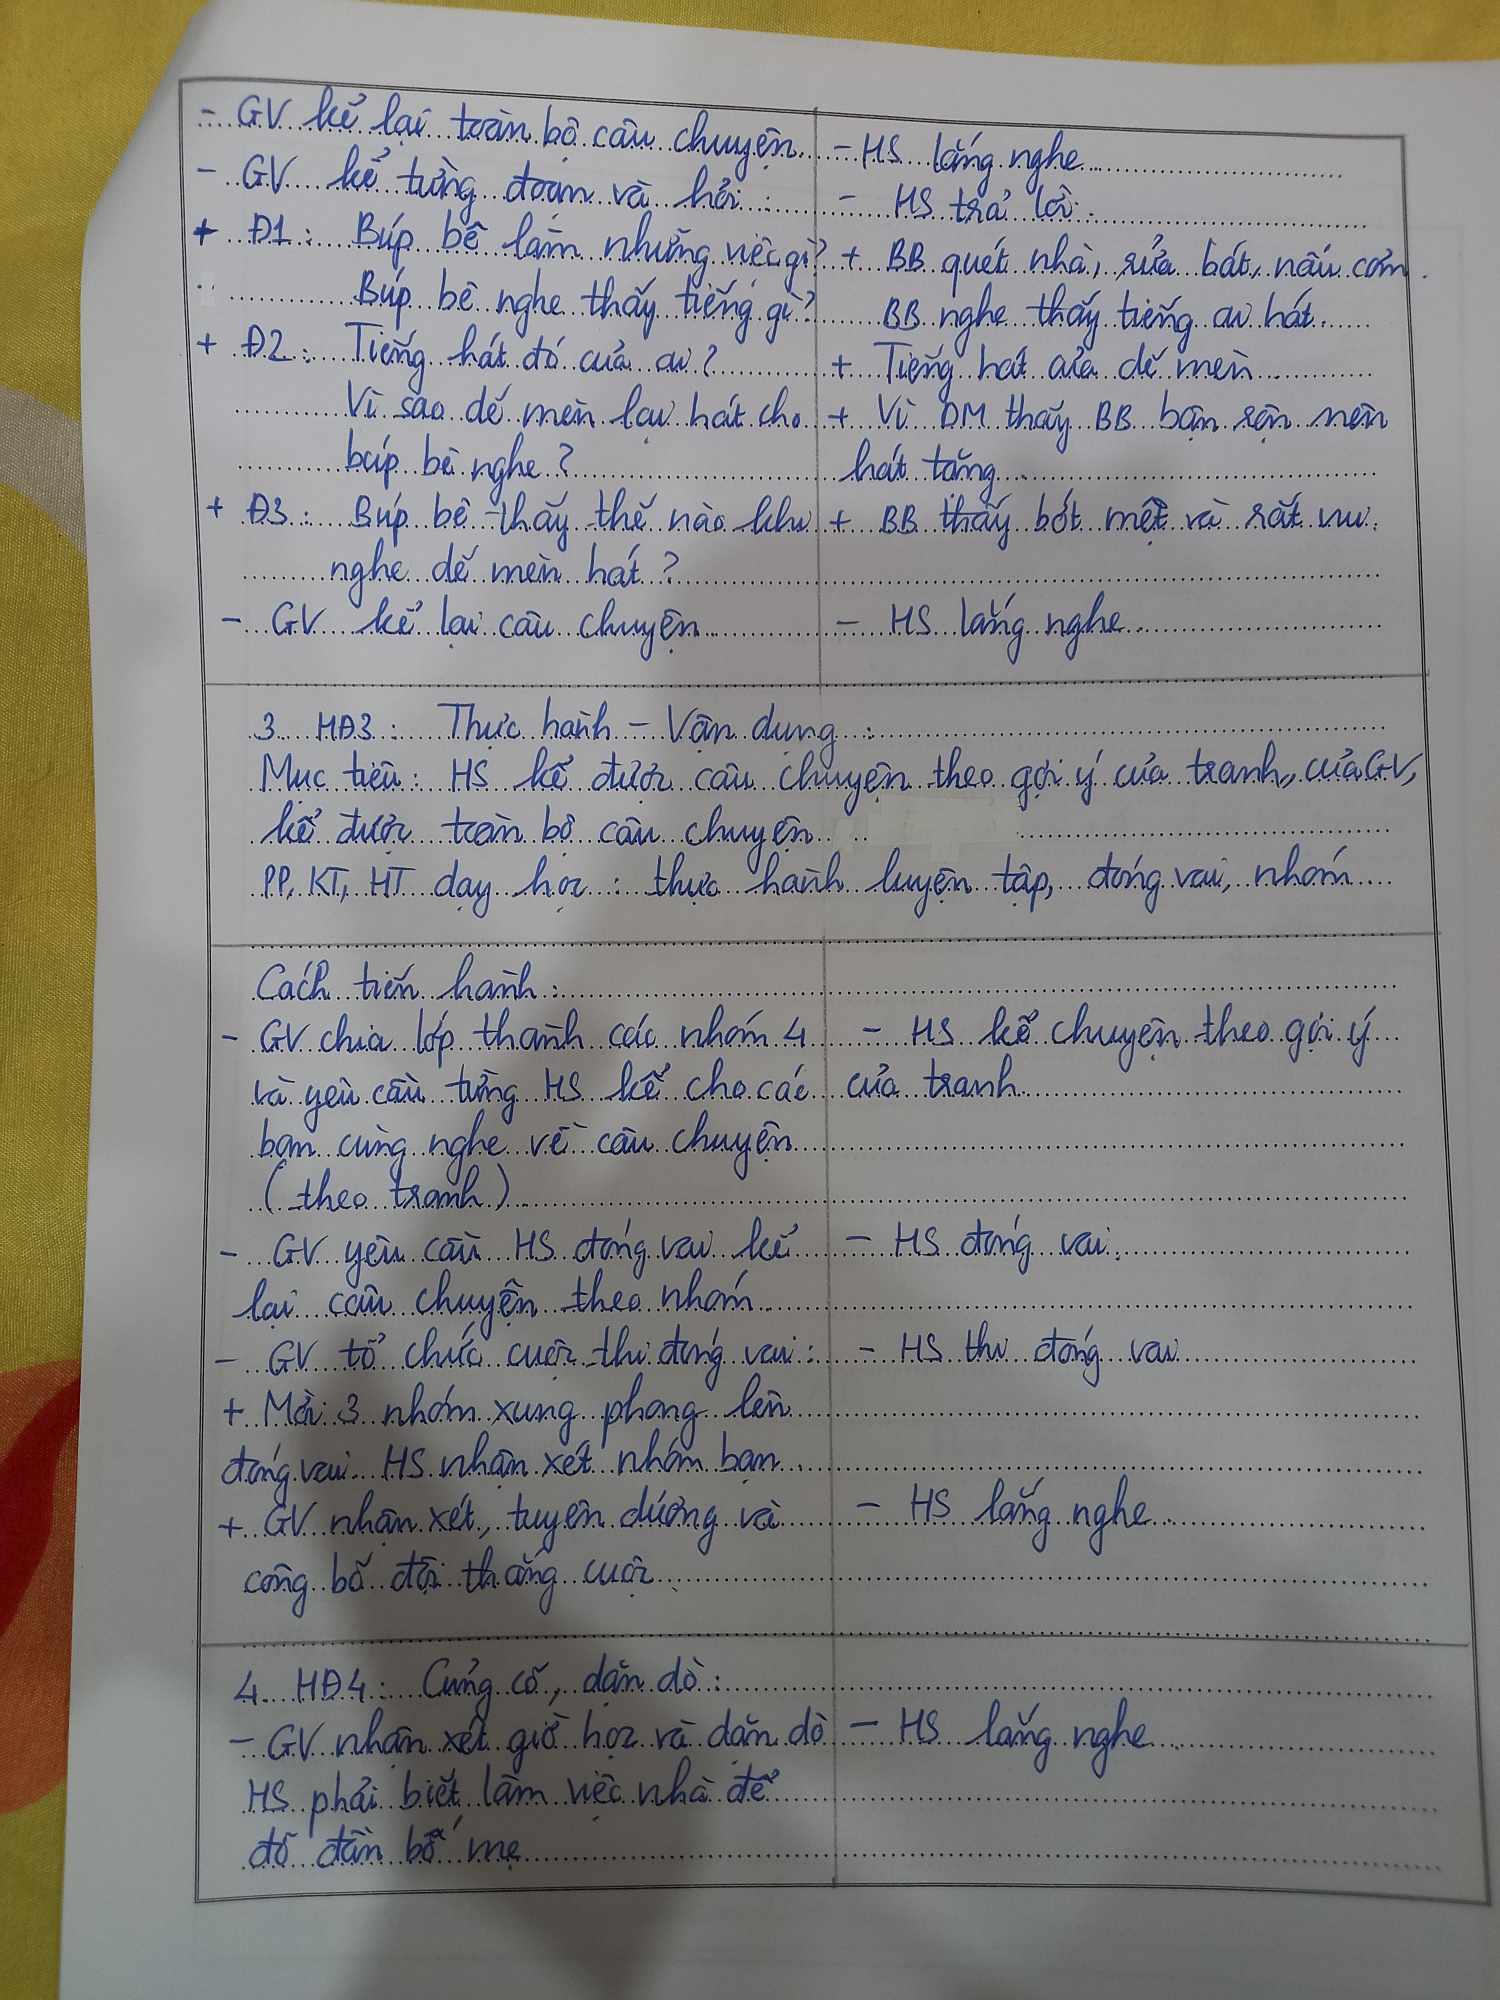 - GV kể lại toàn bộ câu chuyện
- HS lắng nghe
- GV kể từng đoạn và hỏi :
- HS trả lời :
+ Đ1 : Búp bê làm những việc gì?
+ BB quét nhà, rửa bát, nấu cơm.
Búp bê nghe thấy tiếng gì?
BB nghe thấy tiếng ai hát
+ Đ2 : Tiếng hát đó của ai ?
+ Tiếng hát của dế mèn
Vì sao dế mèn lại hát cho
búp bê nghe ?
+ Vì DM thấy BB bận rộn nên
hát tặng
+ Đ3 : Búp bê thấy thế nào khi
nghe dế mèn hát ?
+ BB thấy bớt mệt và rất vui.
- GV kể lại câu chuyện
- HS lắng nghe
3. HĐ3 : Thực hành - Vận dụng :
Mục tiêu : HS kể được câu chuyện theo gợi ý của tranh, của GV,
kể được toàn bộ câu chuyện
PP, KT, HT dạy học : thực hành luyện tập, đóng vai, nhóm
Cách tiến hành :
- GV chia lớp thành các nhóm 4
và yêu cầu từng HS kể cho các
bạn cùng nghe về câu chuyện
( theo tranh )
- HS kể chuyện theo gợi ý
của tranh
- GV yêu cầu HS đóng vai kể
lại câu chuyện theo nhóm
- HS đóng vai.
- GV tổ chức cuộc thi đóng vai :
- HS thi đóng vai
+ Mời 3 nhóm xung phong lên
đóng vai. HS nhận xét nhóm bạn.
+ GV nhận xét, tuyên dương và
công bố đội thắng cuộc
- HS lắng nghe
4. HĐ4 : Củng cố, dặn dò :
- GV nhận xét giờ học và dặn dò
HS phải biết làm việc nhà để
đỡ đần bố mẹ
- HS lắng nghe